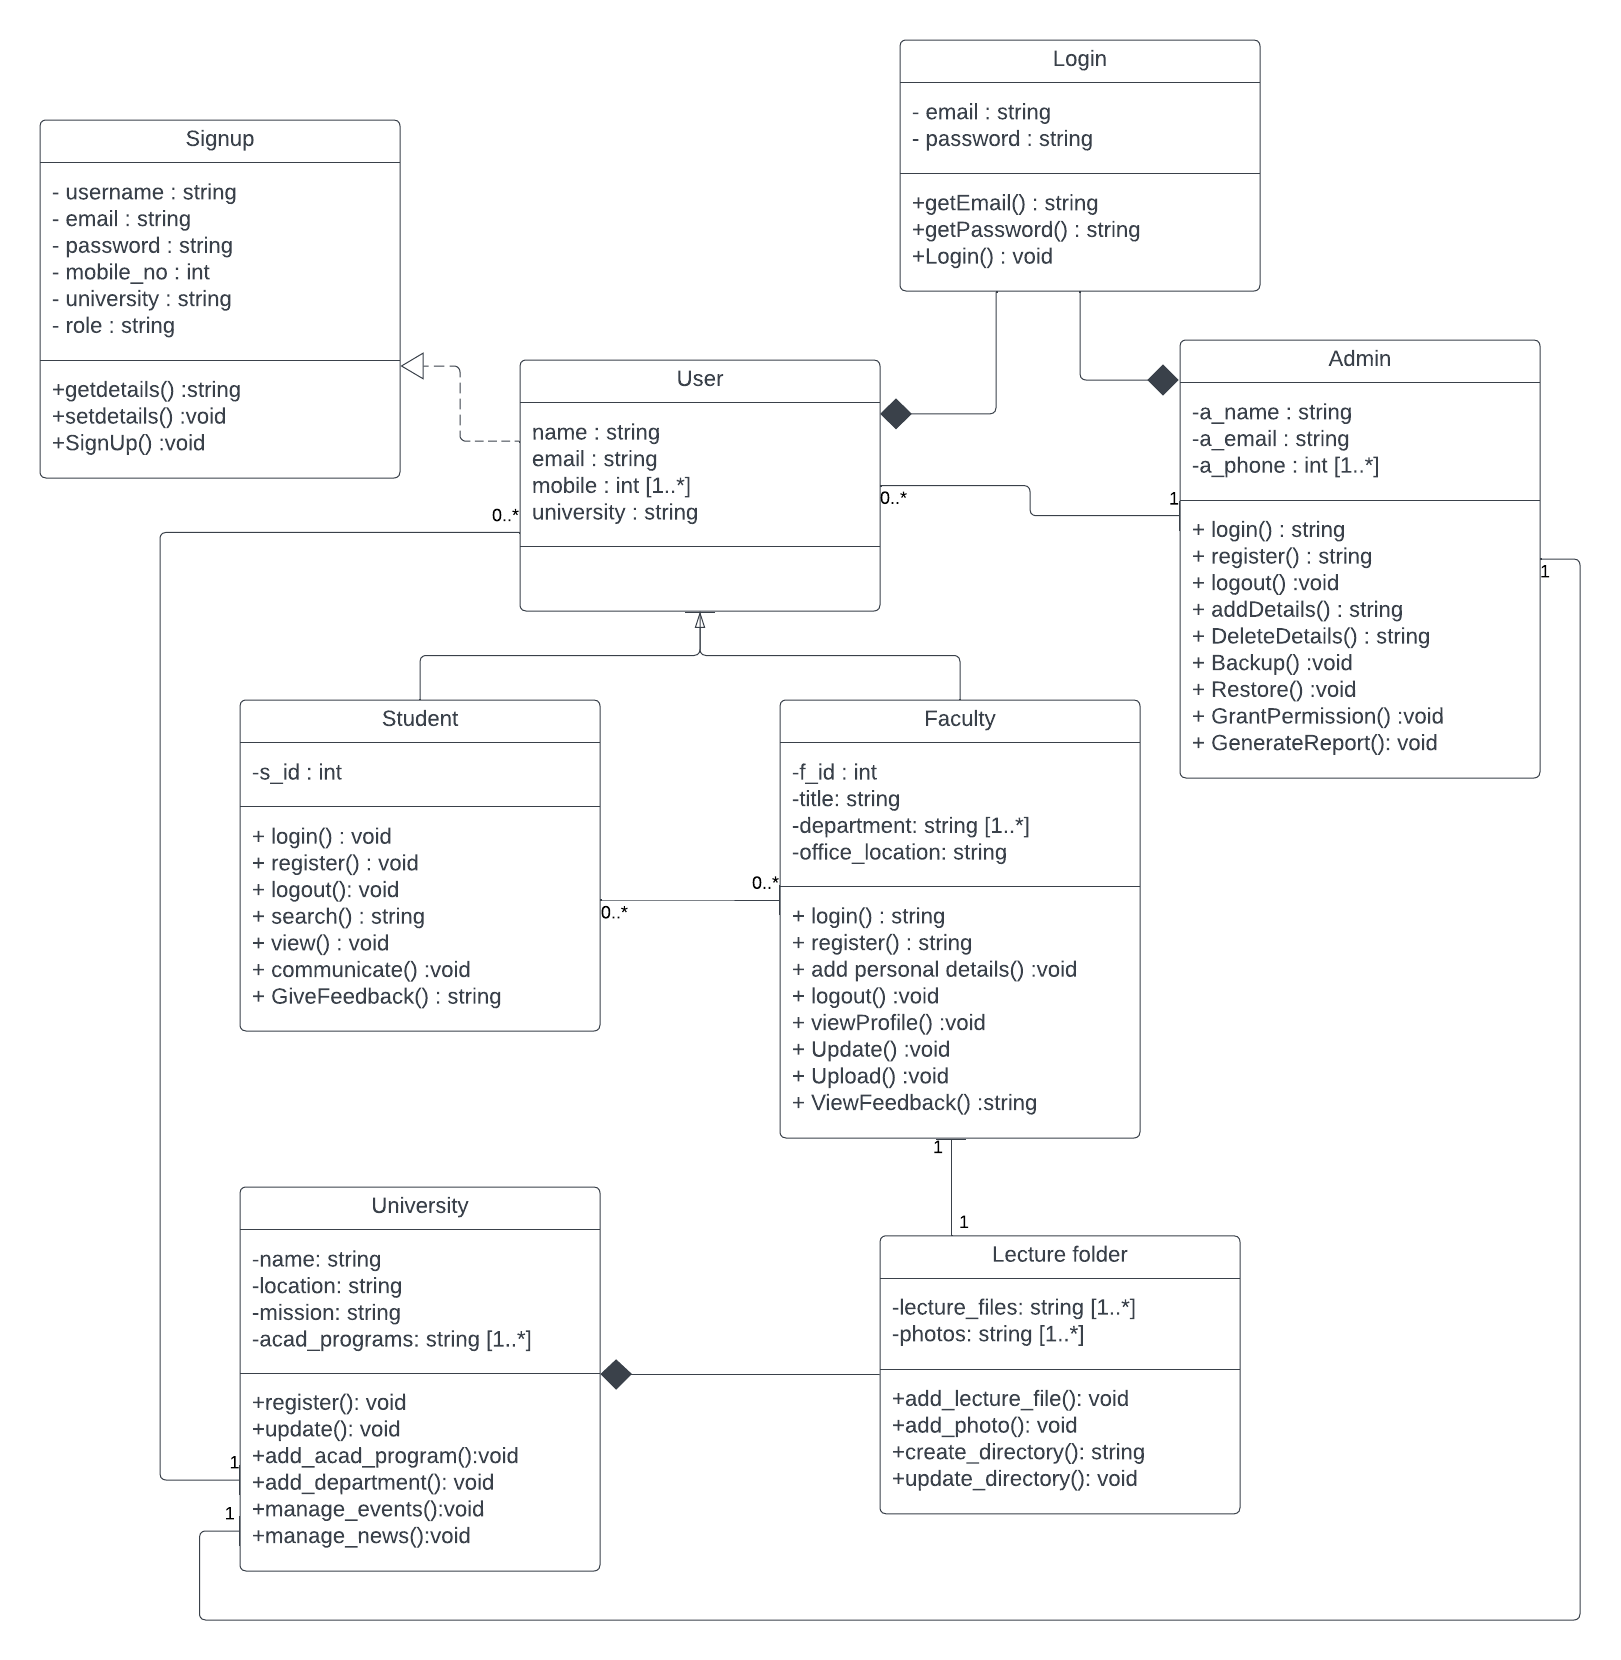 Login
- email : string
- password : string
+getEmail() : string
+getPassword() : string
+Login() : void
Signup
- username : string
- email : string
- password : string
- mobile_no : int
- university : string
- role : string
+getdetails() :string
+setdetails() :void
+SignUp() :void
User
name : string
email : string
mobile : int [1..*]
university : string
0..*
0..*
1
Admin
-a_name : string
-a_email : string
-a_phone : int [1..*]
+ login() : string
+ register() : string
+ logout() :void
+ addDetails() : string
+ DeleteDetails() : string
+ Backup() :void
+ Restore() :void
+ GrantPermission() :void
+ GenerateReport(): void
1
Student
-s_id : int
+ login() : void
+ register() : void
+ logout(): void
+ search() : string
+ view() : void
+ communicate() :void
+ GiveFeedback() : string
0..*
0..*
Faculty
-f_id : int
-title: string
-department: string [1..*]
-office_location: string
+ login() : string
+ register() : string
+ add personal details() :void
+ logout() :void
+ viewProfile() :void
+ Update() :void
+ Upload() :void
+ ViewFeedback() :string
1
1
University
-name: string
-location: string
-mission: string
-acad_programs: string [1..*]
+register(): void
+update(): void
+add_acad_program():void
+add_department(): void
+manage_events():void
+manage_news():void
1
1
Lecture folder
-lecture_files: string [1..*]
-photos: string [1..*]
+add_lecture_file(): void
+add_photo(): void
+create_directory(): string
+update_directory(): void